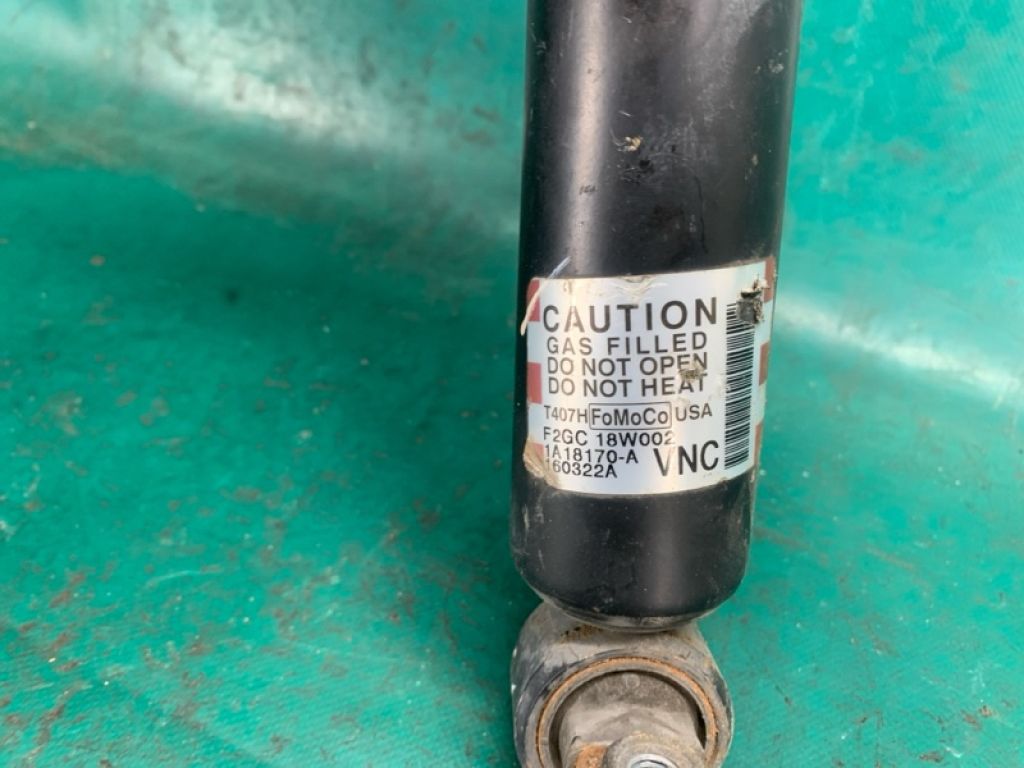 CAUTION
GAS FILLED
DO NOT OPEN
DO NOT HEAT
T407H FoMoCo USA
F2GC 18W002
1A18170-A VNC
160322A